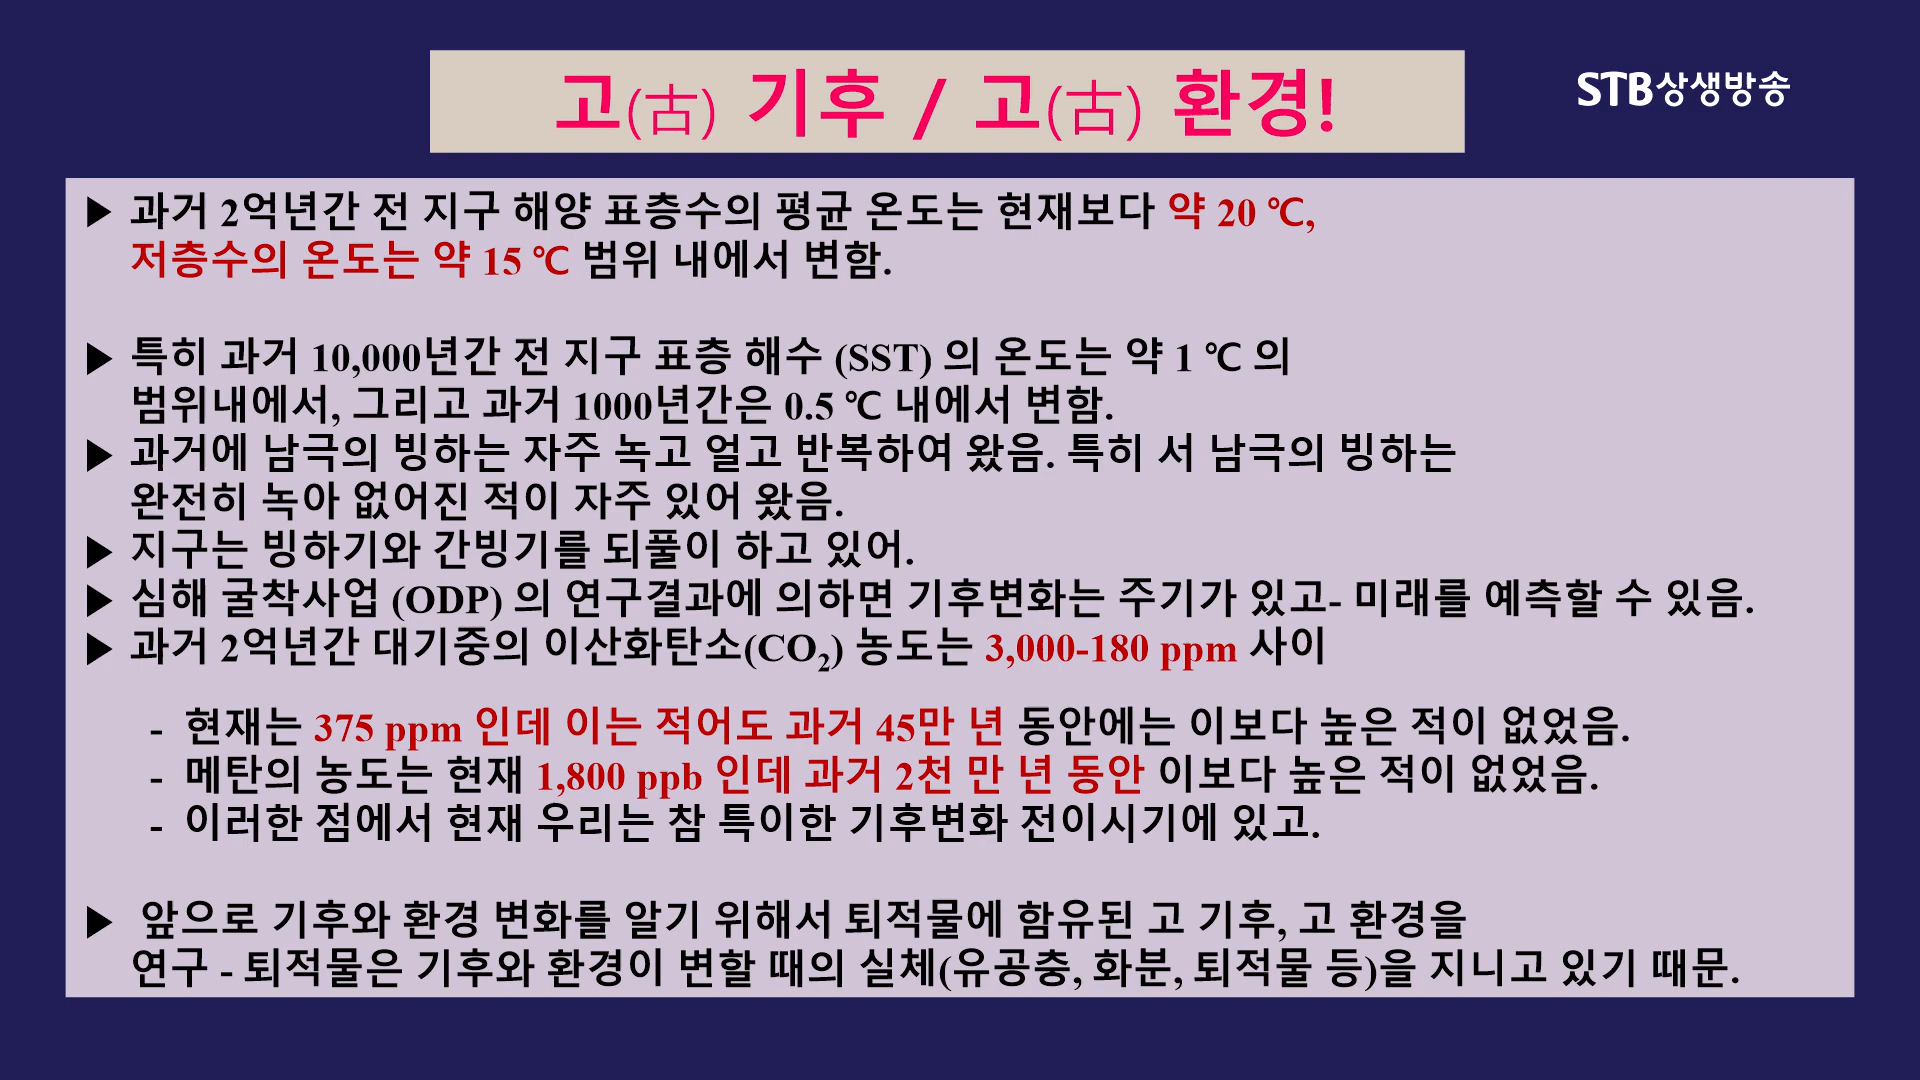 고(古) 기후 / 고(古) 환경!
STB상생방송
▶ 과거 2억년간 전 지구 해양 표층수의 평균 온도는 현재보다 약 20 ℃,
저층수의 온도는 약 15 ℃ 범위 내에서 변함.
▶ 특히 과거 10,000년간 전 지구 표층 해수 (SST) 의 온도는 약 1 ℃ 의
범위내에서, 그리고 과거 1000년간은 0.5 ℃ 내에서 변함.
▶ 과거에 남극의 빙하는 자주 녹고 얼고 반복하여 왔음. 특히 서 남극의 빙하는
완전히 녹아 없어진 적이 자주 있어 왔음.
▶ 지구는 빙하기와 간빙기를 되풀이 하고 있어.
▶ 심해 굴착사업 (ODP) 의 연구결과에 의하면 기후변화는 주기가 있고- 미래를 예측할 수 있음.
▶ 과거 2억년간 대기중의 이산화탄소(CO₂) 농도는 3,000-180 ppm 사이
- 현재는 375 ppm 인데 이는 적어도 과거 45만 년 동안에는 이보다 높은 적이 없었음.
- 메탄의 농도는 현재 1,800 ppb 인데 과거 2천 만 년 동안 이보다 높은 적이 없었음.
- 이러한 점에서 현재 우리는 참 특이한 기후변화 전이시기에 있고.
▶ 앞으로 기후와 환경 변화를 알기 위해서 퇴적물에 함유된 고 기후, 고 환경을
연구 - 퇴적물은 기후와 환경이 변할 때의 실체(유공충, 화분, 퇴적물 등)을 지니고 있기 때문.